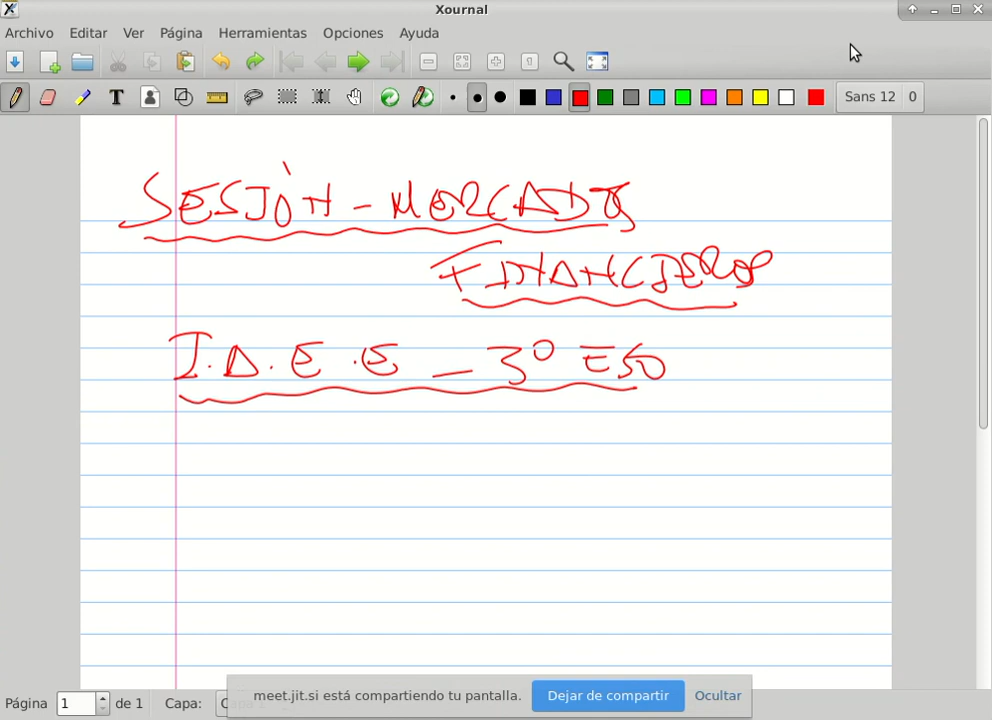 Xournal
Archivo Editar Ver Página Herramientas Opciones Ayuda
Sans 12 0
SESIÓN - MERCADOS
FINANCIEROS
I.A.E.E - 3º ESO
meet.jit.si está compartiendo tu pantalla. Dejar de compartir Ocultar
Página 1 de 1 Capa: